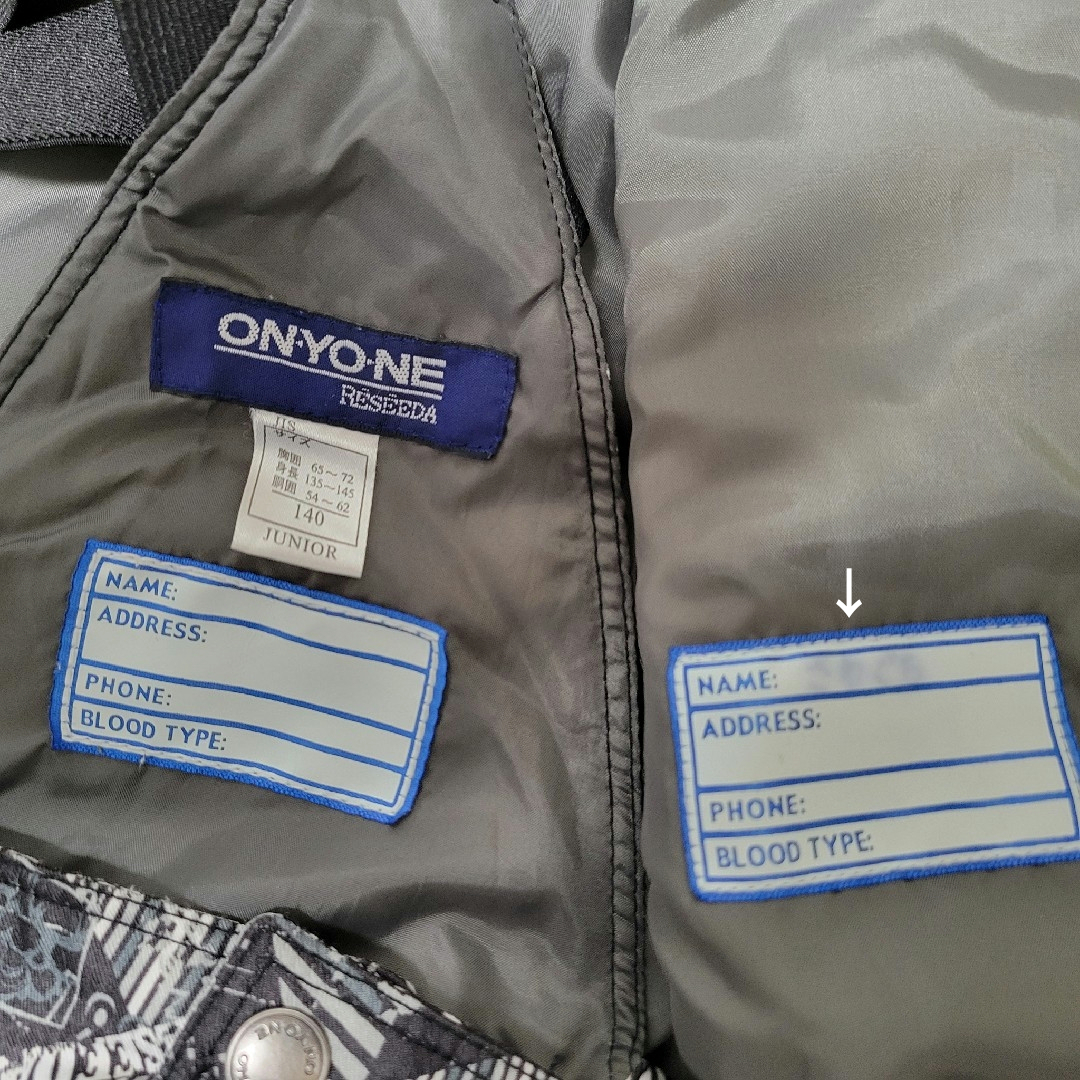 ON・YO・NE
RESEEDA
JIS
サイズ
胸囲 65～72
身長 135～145
胴囲 54～62
140
JUNIOR
NAME:
ADDRESS:
PHONE:
BLOOD TYPE:
↓
NAME:
ADDRESS:
PHONE:
BLOOD TYPE: